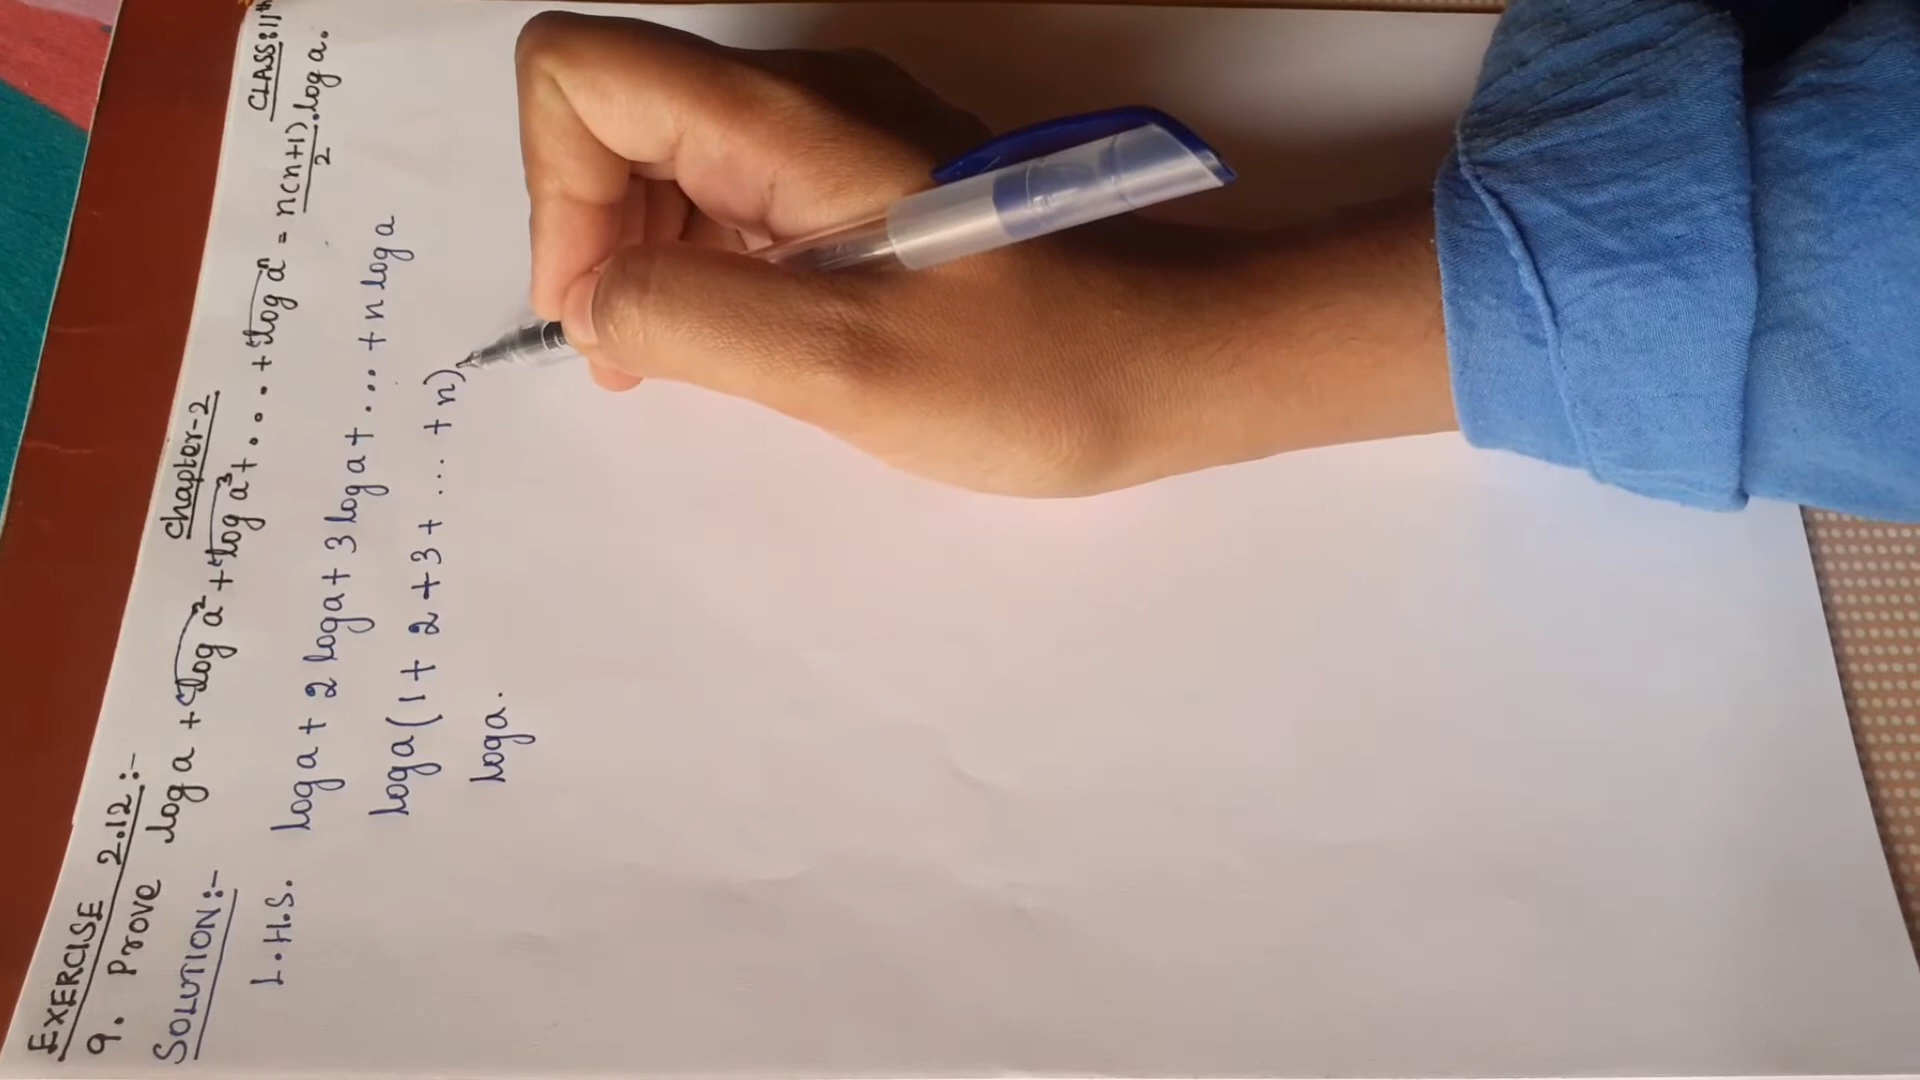 EXERCISE 2.12 :- Chapter-2 CLASS:11th
9. Prove log a + log a² + log a³ + .... + log aⁿ = n(n+1)/2 . log a.
SOLUTION:-
L.H.S. log a + 2 log a + 3 log a + ... + n log a
log a (1 + 2 + 3 + ... + n)
log a .